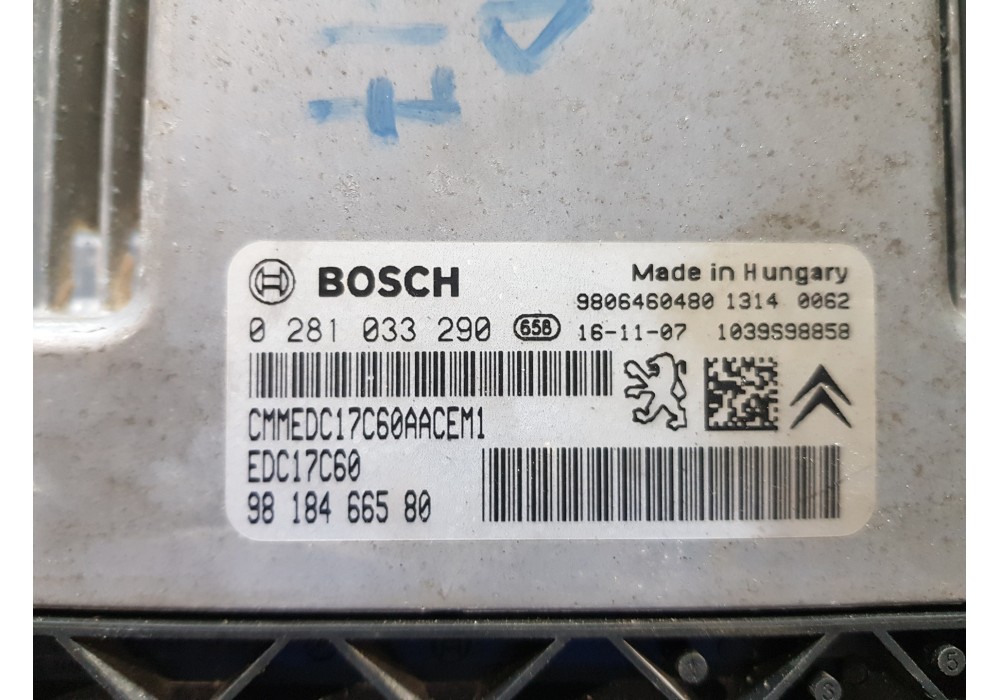 BOSCH
Made in Hungary
9806460480 1314 0062
0 281 033 290 658 16-11-07 1039S98858
CMMEDC17C60AACEM1
EDC17C60
98 184 665 80